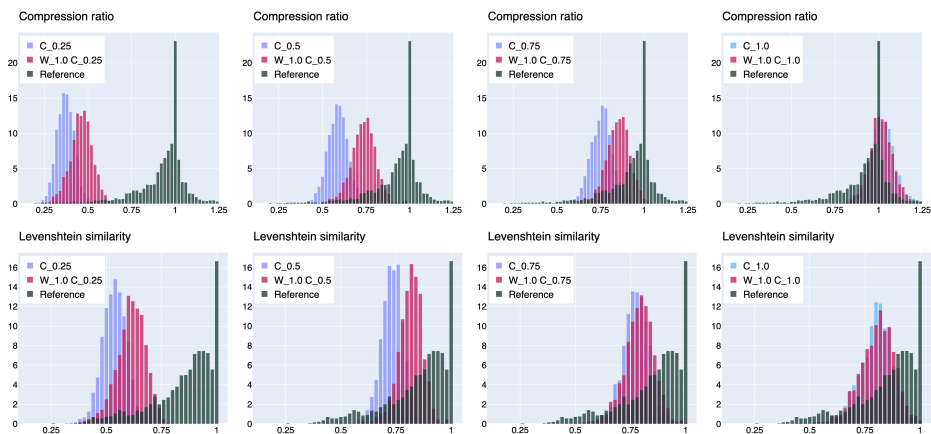 Compression ratio
C_0.25
W_1.0 C_0.25
Reference
20
15
10
5
0
0.25
0.5
0.75
1
1.25
Compression ratio
C_0.5
W_1.0 C_0.5
Reference
20
15
10
5
0
0.25
0.5
0.75
1
1.25
Compression ratio
C_0.75
W_1.0 C_0.75
Reference
20
15
10
5
0
0.25
0.5
0.75
1
1.25
Compression ratio
C_1.0
W_1.0 C_1.0
Reference
20
15
10
5
0
0.25
0.5
0.75
1
1.25
Levenshtein similarity
C_0.25
W_1.0 C_0.25
Reference
16
14
12
10
8
6
4
2
0
0.25
0.5
0.75
1
Levenshtein similarity
C_0.5
W_1.0 C_0.5
Reference
16
14
12
10
8
6
4
2
0
0.25
0.5
0.75
1
Levenshtein similarity
C_0.75
W_1.0 C_0.75
Reference
16
14
12
10
8
6
4
2
0
0.25
0.5
0.75
1
Levenshtein similarity
C_1.0
W_1.0 C_1.0
Reference
16
14
12
10
8
6
4
2
0
0.25
0.5
0.75
1